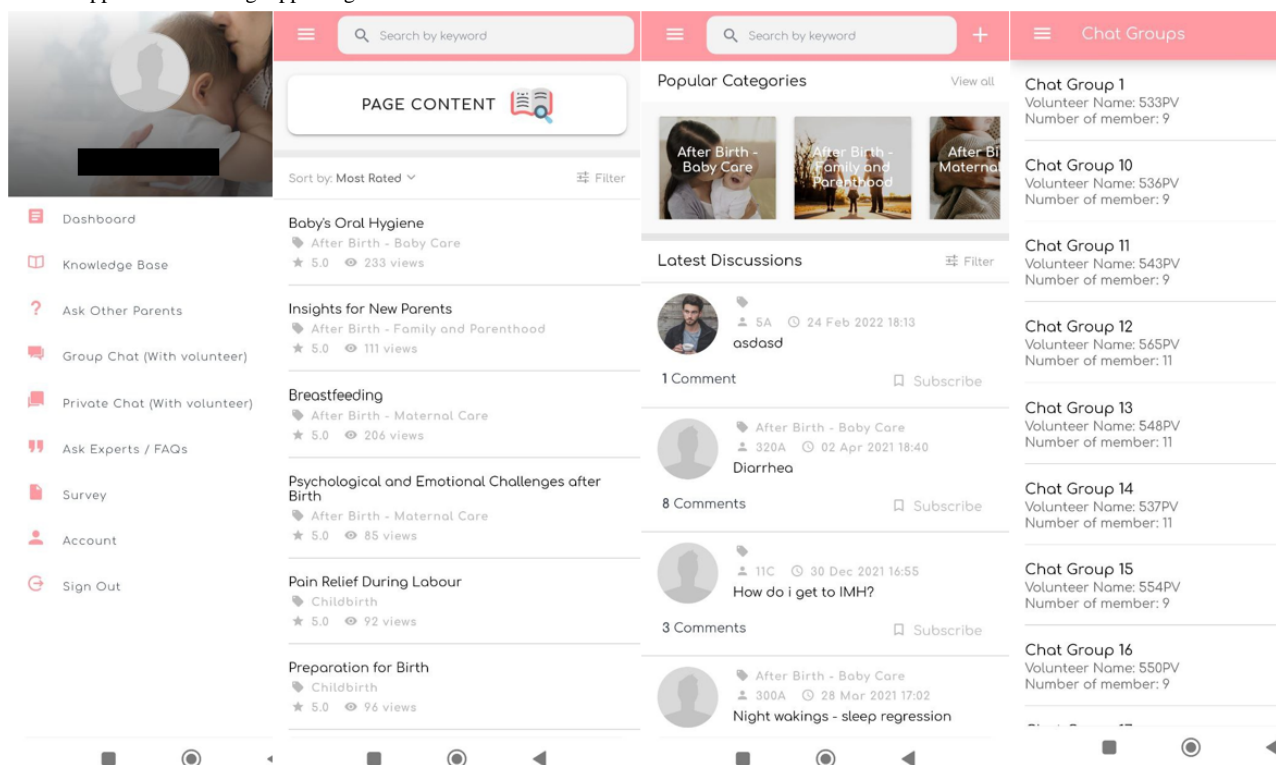 Dashboard
Knowledge Base
Ask Other Parents
Group Chat (With volunteer)
Private Chat (With volunteer)
Ask Experts / FAQs
Survey
Account
Sign Out
Search by keyword
PAGE CONTENT
Sort by: Most Rated
Filter
Baby's Oral Hygiene
After Birth - Baby Care
5.0 233 views
Insights for New Parents
After Birth - Family and Parenthood
5.0 111 views
Breastfeeding
After Birth - Maternal Care
5.0 206 views
Psychological and Emotional Challenges after
Birth
After Birth - Maternal Care
5.0 85 views
Pain Relief During Labour
Childbirth
5.0 92 views
Preparation for Birth
Childbirth
5.0 96 views
Search by keyword
Popular Categories
View all
After Birth -
Baby Care
After Birth -
Family and
Parenthood
After Bi
Maternal
Latest Discussions
Filter
5A 24 Feb 2022 18:13
asdasd
1 Comment
Subscribe
After Birth - Baby Care
320A 02 Apr 2021 18:40
Diarrhea
8 Comments
Subscribe
11C 30 Dec 2021 16:55
How do i get to IMH?
3 Comments
Subscribe
After Birth - Baby Care
300A 28 Mar 2021 17:02
Night wakings - sleep regression
Chat Groups
Chat Group 1
Volunteer Name: 533PV
Number of member: 9
Chat Group 10
Volunteer Name: 536PV
Number of member: 9
Chat Group 11
Volunteer Name: 543PV
Number of member: 9
Chat Group 12
Volunteer Name: 565PV
Number of member: 11
Chat Group 13
Volunteer Name: 548PV
Number of member: 11
Chat Group 14
Volunteer Name: 537PV
Number of member: 11
Chat Group 15
Volunteer Name: 554PV
Number of member: 9
Chat Group 16
Volunteer Name: 550PV
Number of member: 9